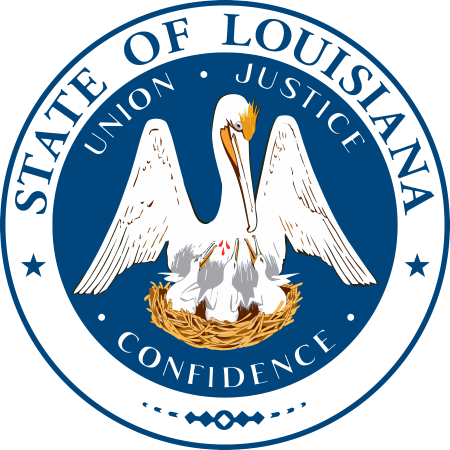 STATE OF LOUISIANA
UNION · JUSTICE
· CONFIDENCE ·